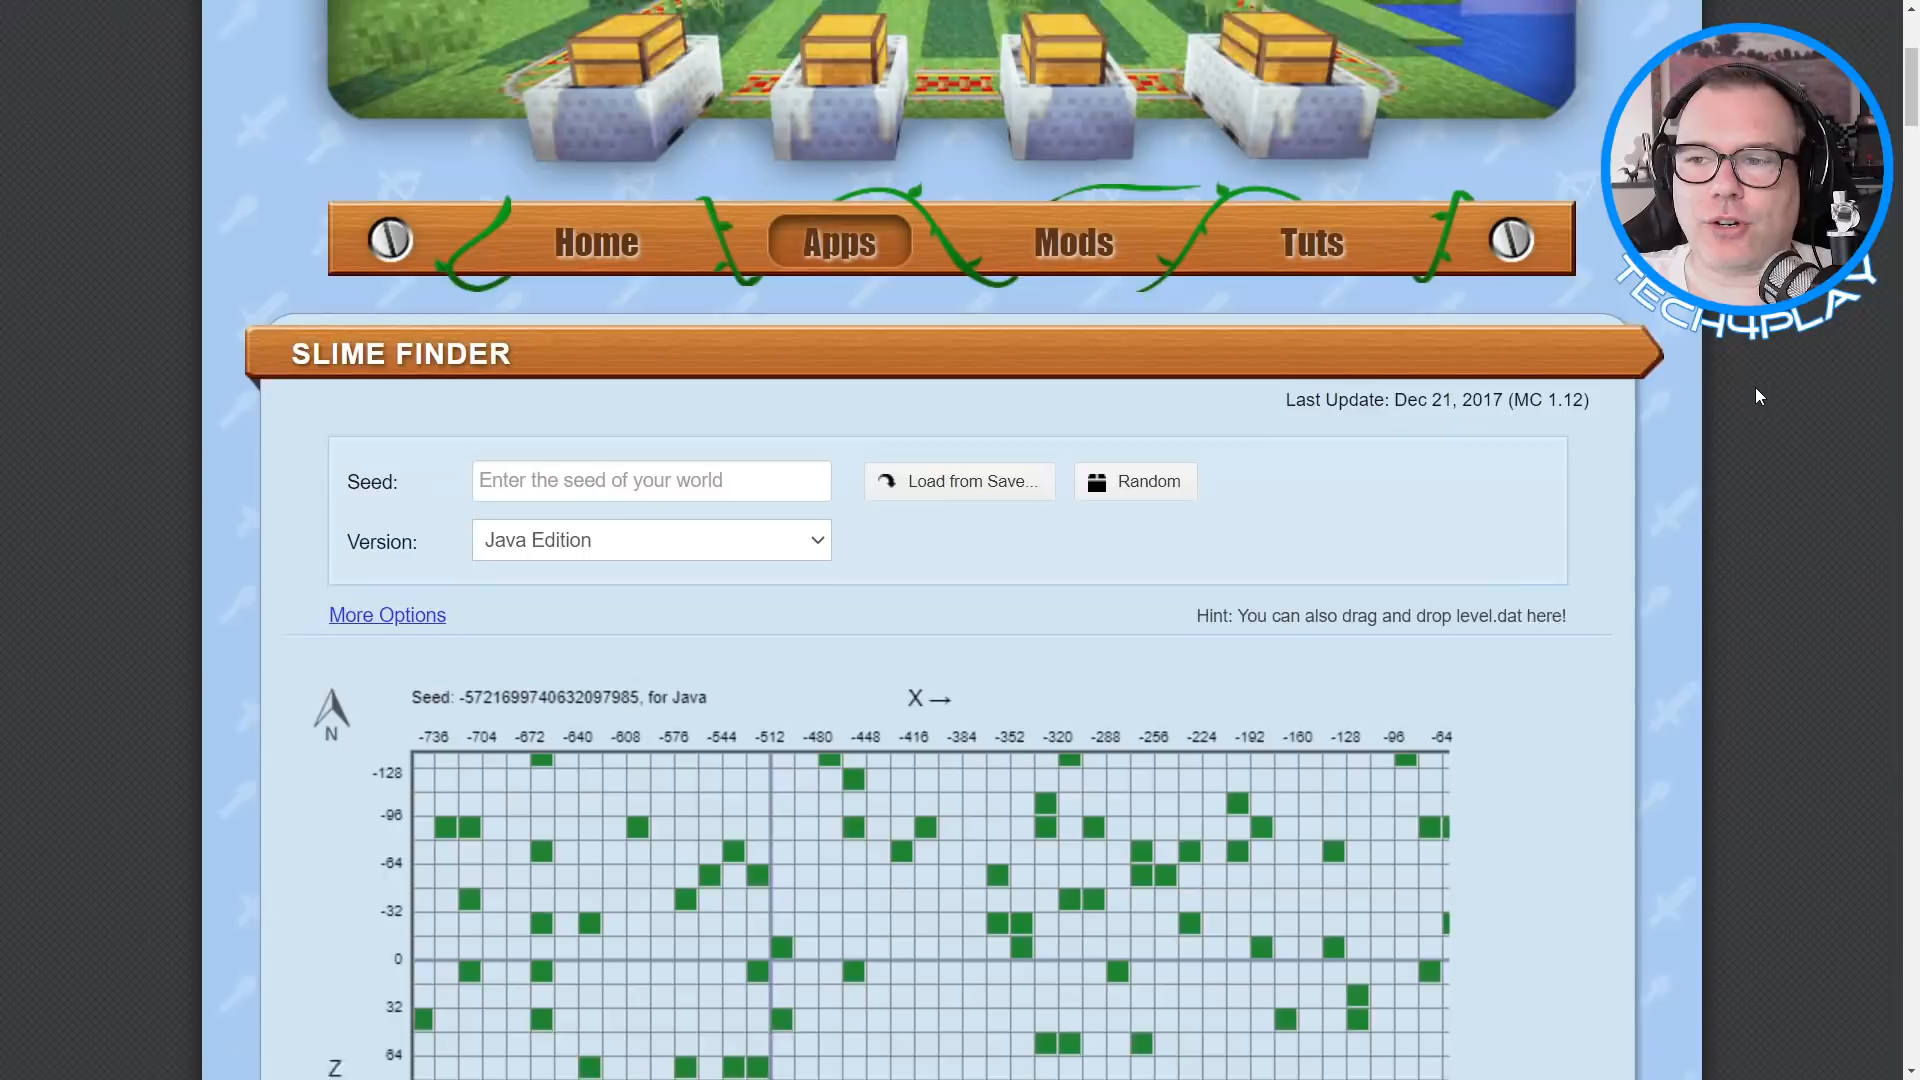 Home
Apps
Mods
Tuts
TECH4PLAY
SLIME FINDER
Last Update: Dec 21, 2017 (MC 1.12)
Seed:
Enter the seed of your world
Load from Save...
Random
Version:
Java Edition
More Options
Hint: You can also drag and drop level.dat here!
N
Seed: -5721699740632097985, for Java
X →
-736 -704 -672 -640 -608 -576 -544 -512 -480 -448 -416 -384 -352 -320 -288 -256 -224 -192 -160 -128 -96 -64
-128
-96
-64
-32
0
32
64
Z